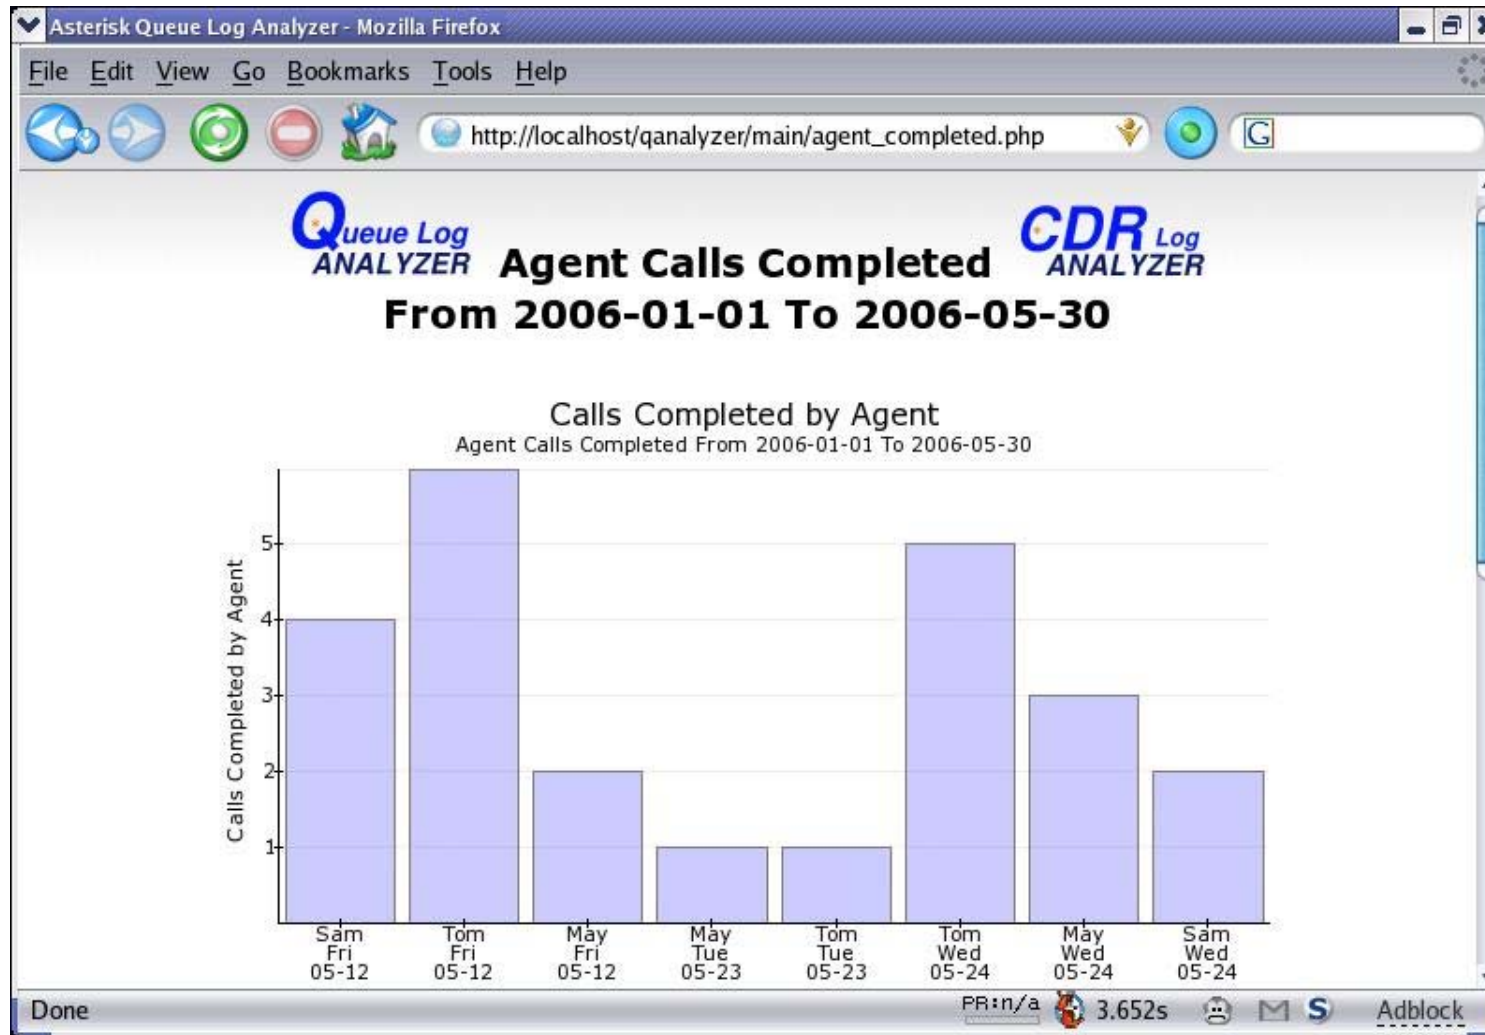 Asterisk Queue Log Analyzer - Mozilla Firefox
File Edit View Go Bookmarks Tools Help
http://localhost/qanalyzer/main/agent_completed.php
G
Queue Log
ANALYZER
CDR Log
ANALYZER
Agent Calls Completed
From 2006-01-01 To 2006-05-30
Calls Completed by Agent
Agent Calls Completed From 2006-01-01 To 2006-05-30
Calls Completed by Agent
5
4
3
2
1
Sam
Fri
05-12
Tom
Fri
05-12
May
Fri
05-12
May
Tue
05-23
Tom
Tue
05-23
Tom
Wed
05-24
May
Wed
05-24
Sam
Wed
05-24
Done
PR:n/a
3.652s
S
Adblock